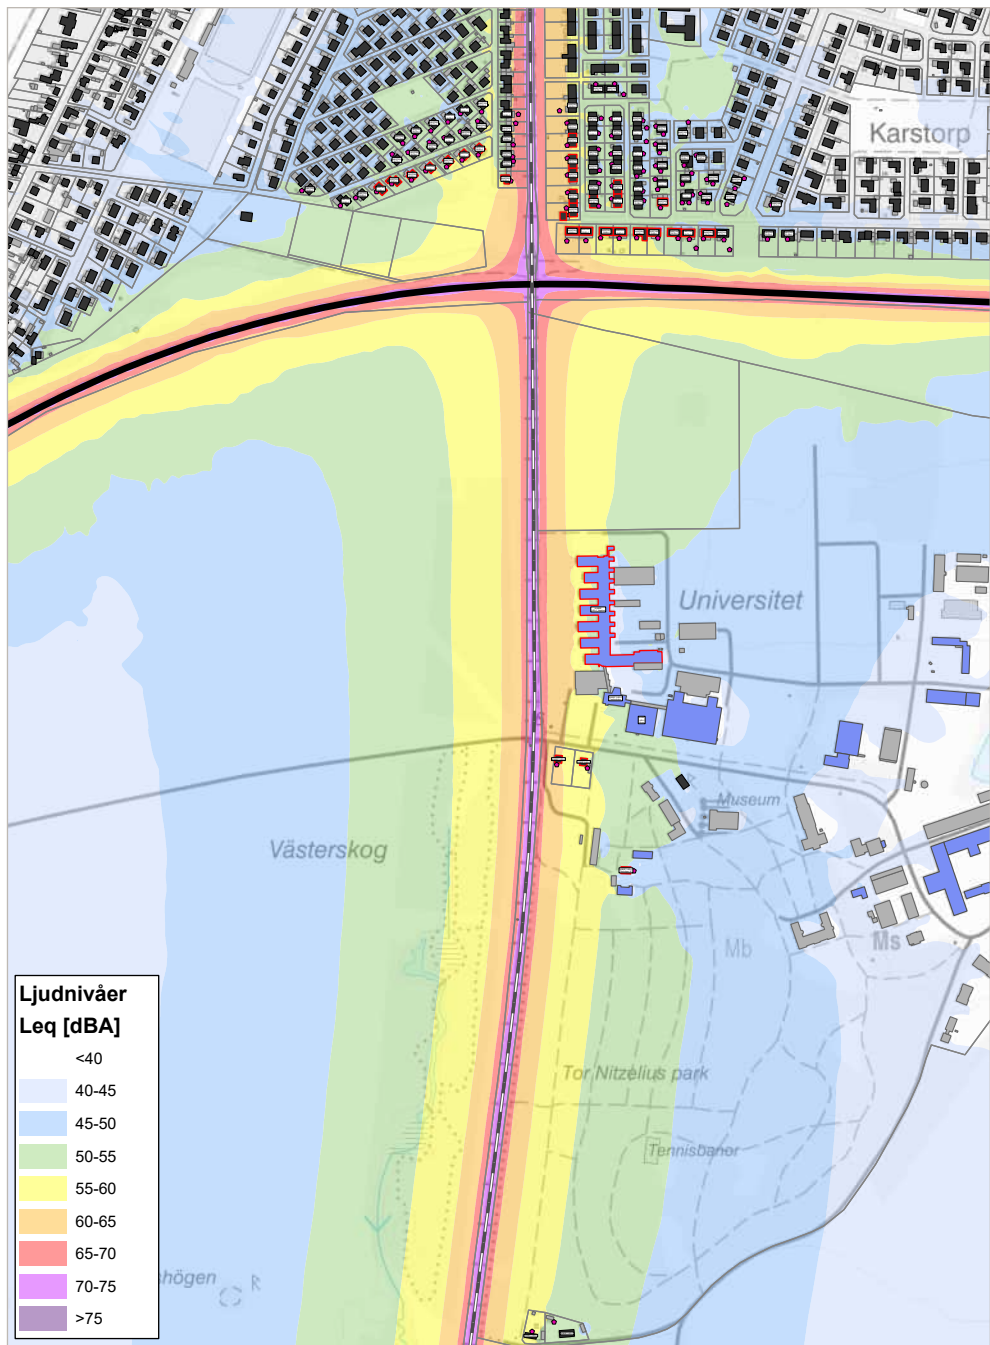 Karstorp
Universitet
Museum
Västerskog
Mb
Ms
Tor Nitzelius park
Tennisbanor
högen
R
Ljudnivåer
Leq [dBA]
<40
40-45
45-50
50-55
55-60
60-65
65-70
70-75
>75